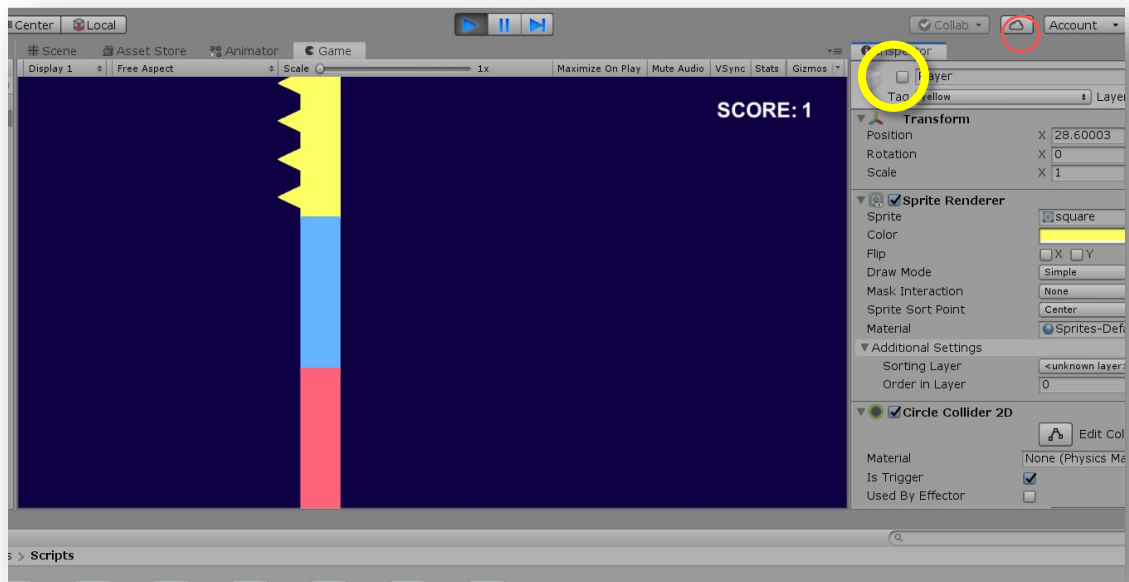 Center Local Collab Account
Scene Asset Store Animator Game Inspector
Display 1 Free Aspect Scale 1x Maximize On Play Mute Audio VSync Stats Gizmos
Player
Tag Yellow Layer
SCORE: 1
Transform
Position X 28.60003
Rotation X 0
Scale X 1
Sprite Renderer
Sprite square
Color
Flip X Y
Draw Mode Simple
Mask Interaction None
Sprite Sort Point Center
Material Sprites-Defa
Additional Settings
Sorting Layer <unknown layer>
Order in Layer 0
Circle Collider 2D
Edit Col
Material None (Physics Ma
Is Trigger
Used By Effector
s > Scripts